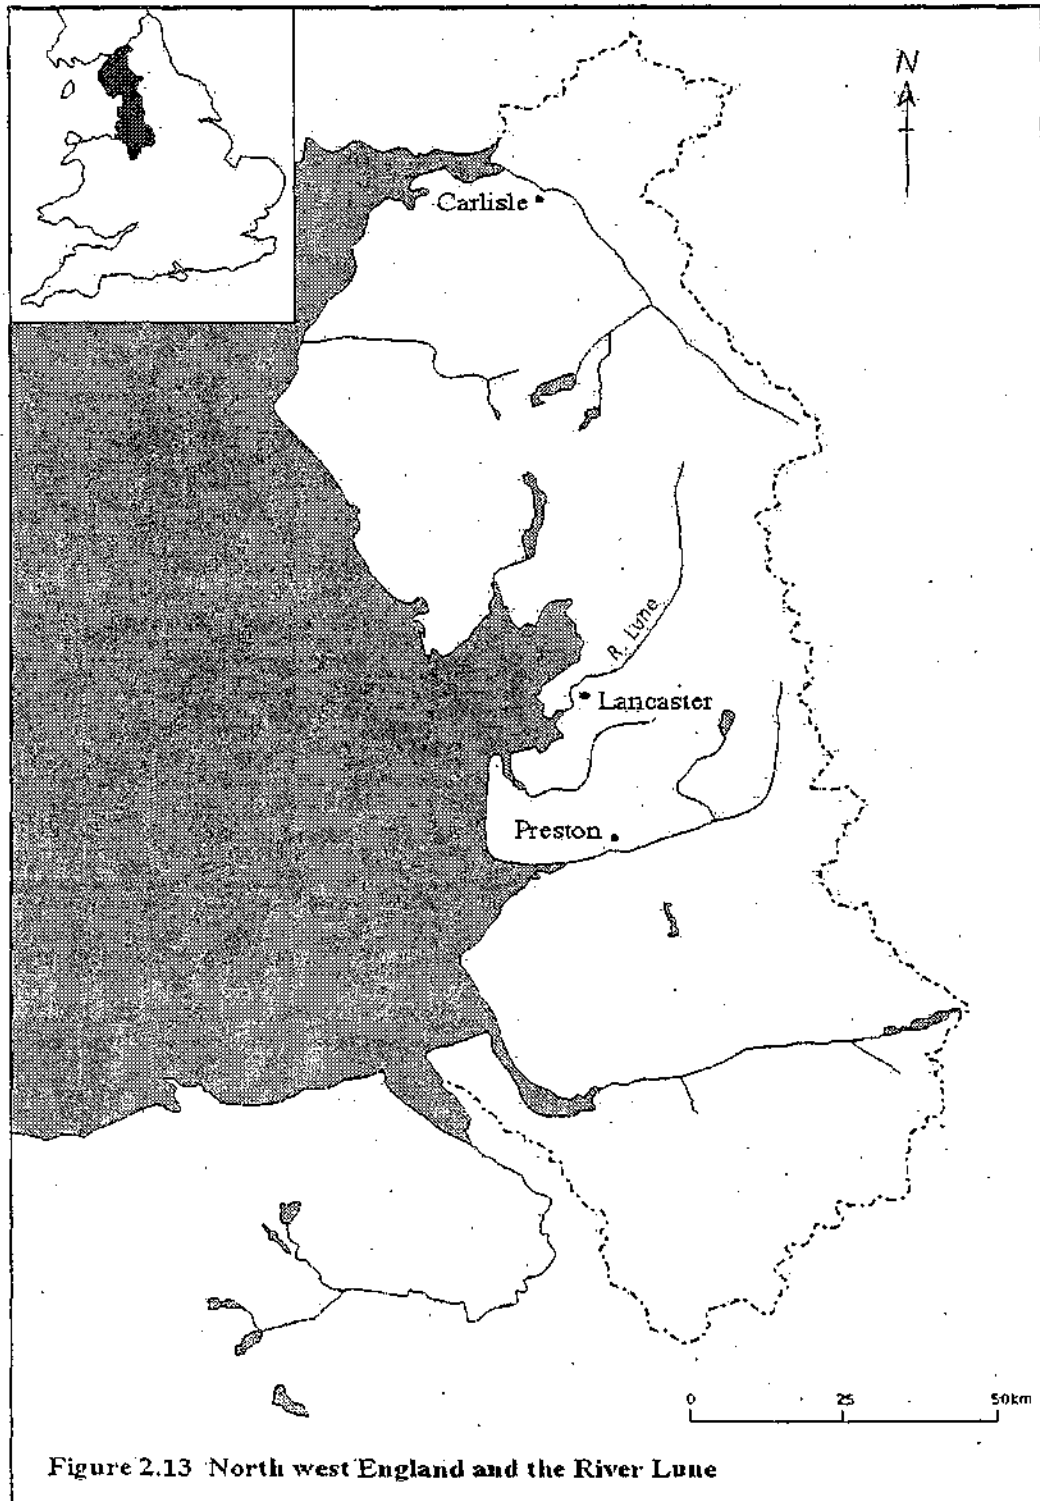 N
Carlisle
R. Lune
Lancaster
Preston
0 25 50km
Figure 2.13 North west England and the River Lune